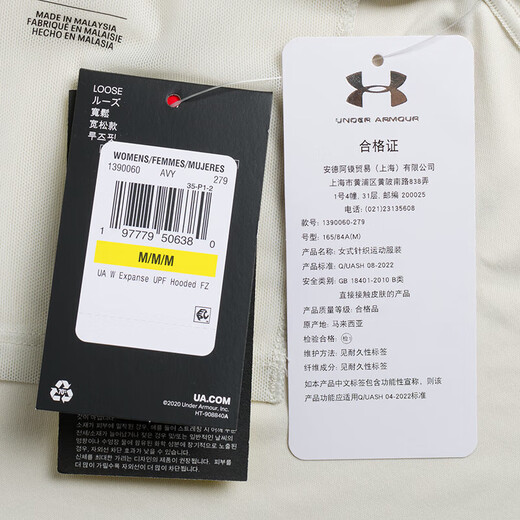 MADE IN MALAYSIA
FABRIQUÉ EN MALAISIE
HECHO EN MALASIA
LOOSE
ルーズ
寬鬆
宽松款
루즈핏
WOMENS/FEMMES/MUJERES
1390060 AVY 279
35-P1-2
1 97779 50638 0
M/M/M
UA W Expanse UPF Hooded FZ
UA.COM
©2020 Under Armour, Inc.
HT-908840A
UNDER ARMOUR
合格证
安德阿镆贸易（上海）有限公司
上海市黄浦区黄陂南路838弄
1号4幢, 31层, 邮编 200025
电话: (021)23135608
款号: 1390060-279
号型: 165/84A(M)
产品名称: 女式针织运动服装
产品标准: Q/UASH 08-2022
安全类别: GB 18401-2010 B类
直接接触皮肤的产品
产品质量等级: 合格品
原产地: 马来西亚
检验合格: 检
维护方法: 见耐久性标签
纤维成分: 见耐久性标签
如本产品中文标签包含功能性宣称, 则该
产品功能应适用Q/UASH 04-2022标准